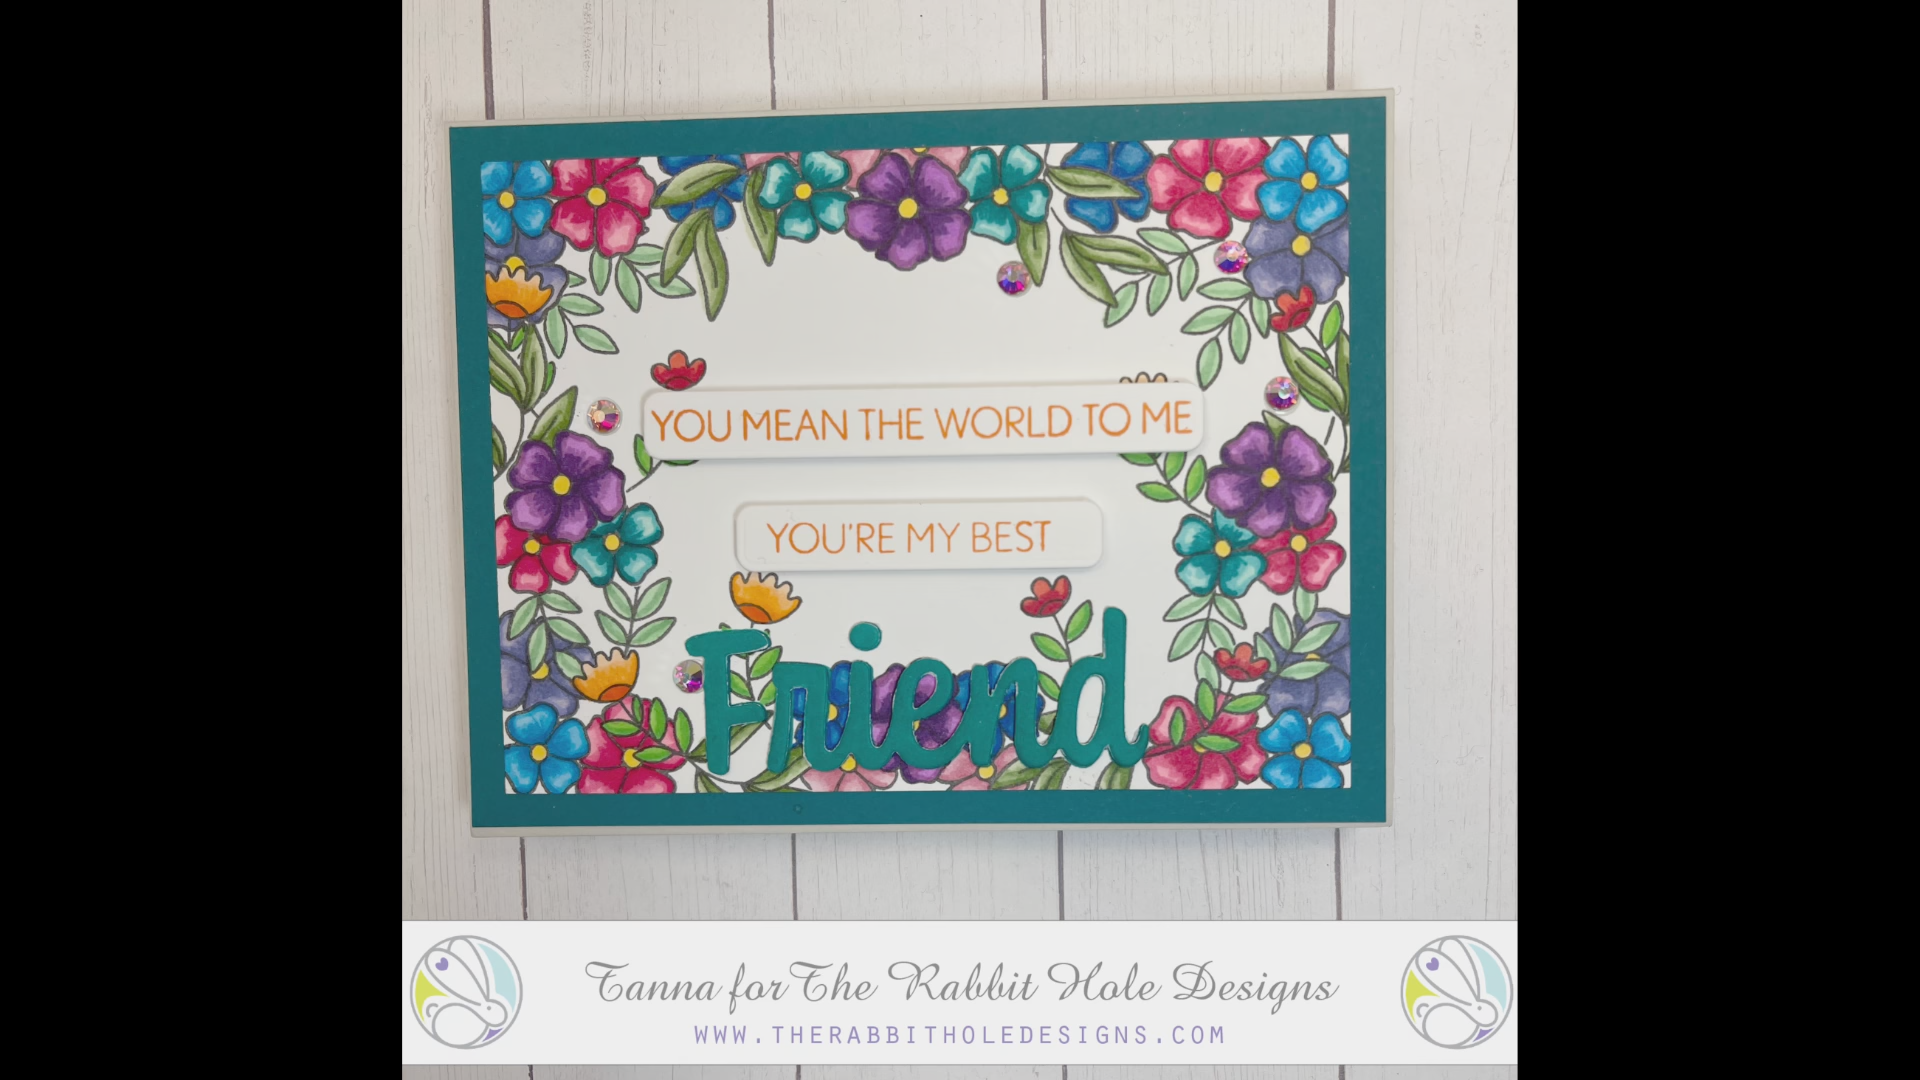 YOU MEAN THE WORLD TO ME
YOU'RE MY BEST
Friend
Tanna for The Rabbit Hole Designs
WWW.THERABBITHOLEDESIGNS.COM